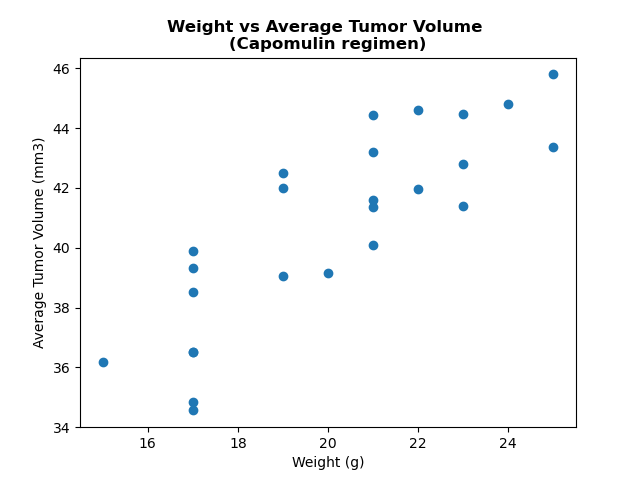 Weight vs Average Tumor Volume
(Capomulin regimen)
46
44
42
40
38
36
34
Average Tumor Volume (mm3)
16 18 20 22 24
Weight (g)